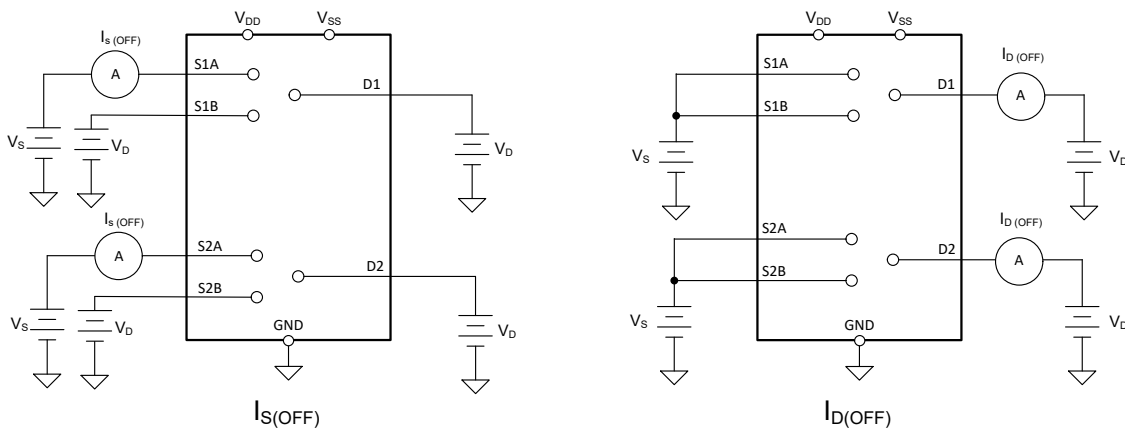 VDD VSS
Is (OFF)
A
S1A
D1
S1B
VS
VD
VD
Is (OFF)
A
S2A
D2
S2B
VS
VD
VD
GND
IS(OFF)
VDD VSS
ID (OFF)
S1A
D1
A
S1B
VS
VD
ID (OFF)
S2A
D2
A
S2B
VS
VD
GND
ID(OFF)